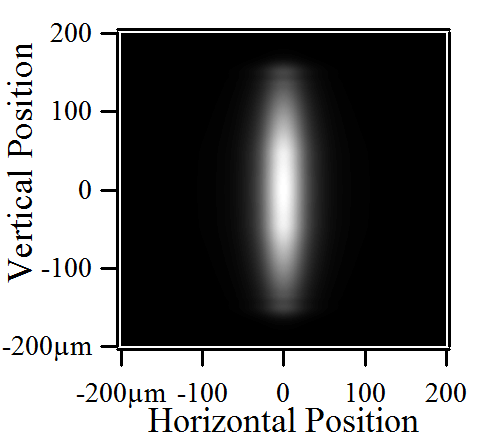 200
100
0
-100
-200µm
Vertical Position
-200µm -100 0 100 200
Horizontal Position